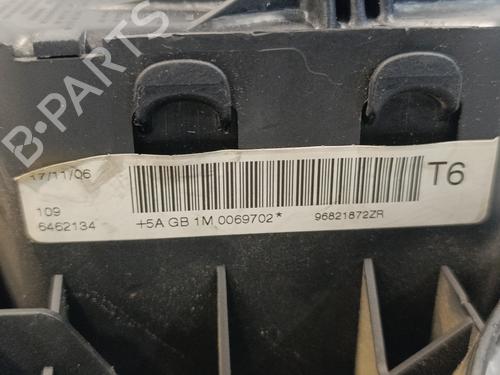 B-PARTS
17/11/06
T6
109
6462134
+5A GB 1M 0069702*
96821872ZR